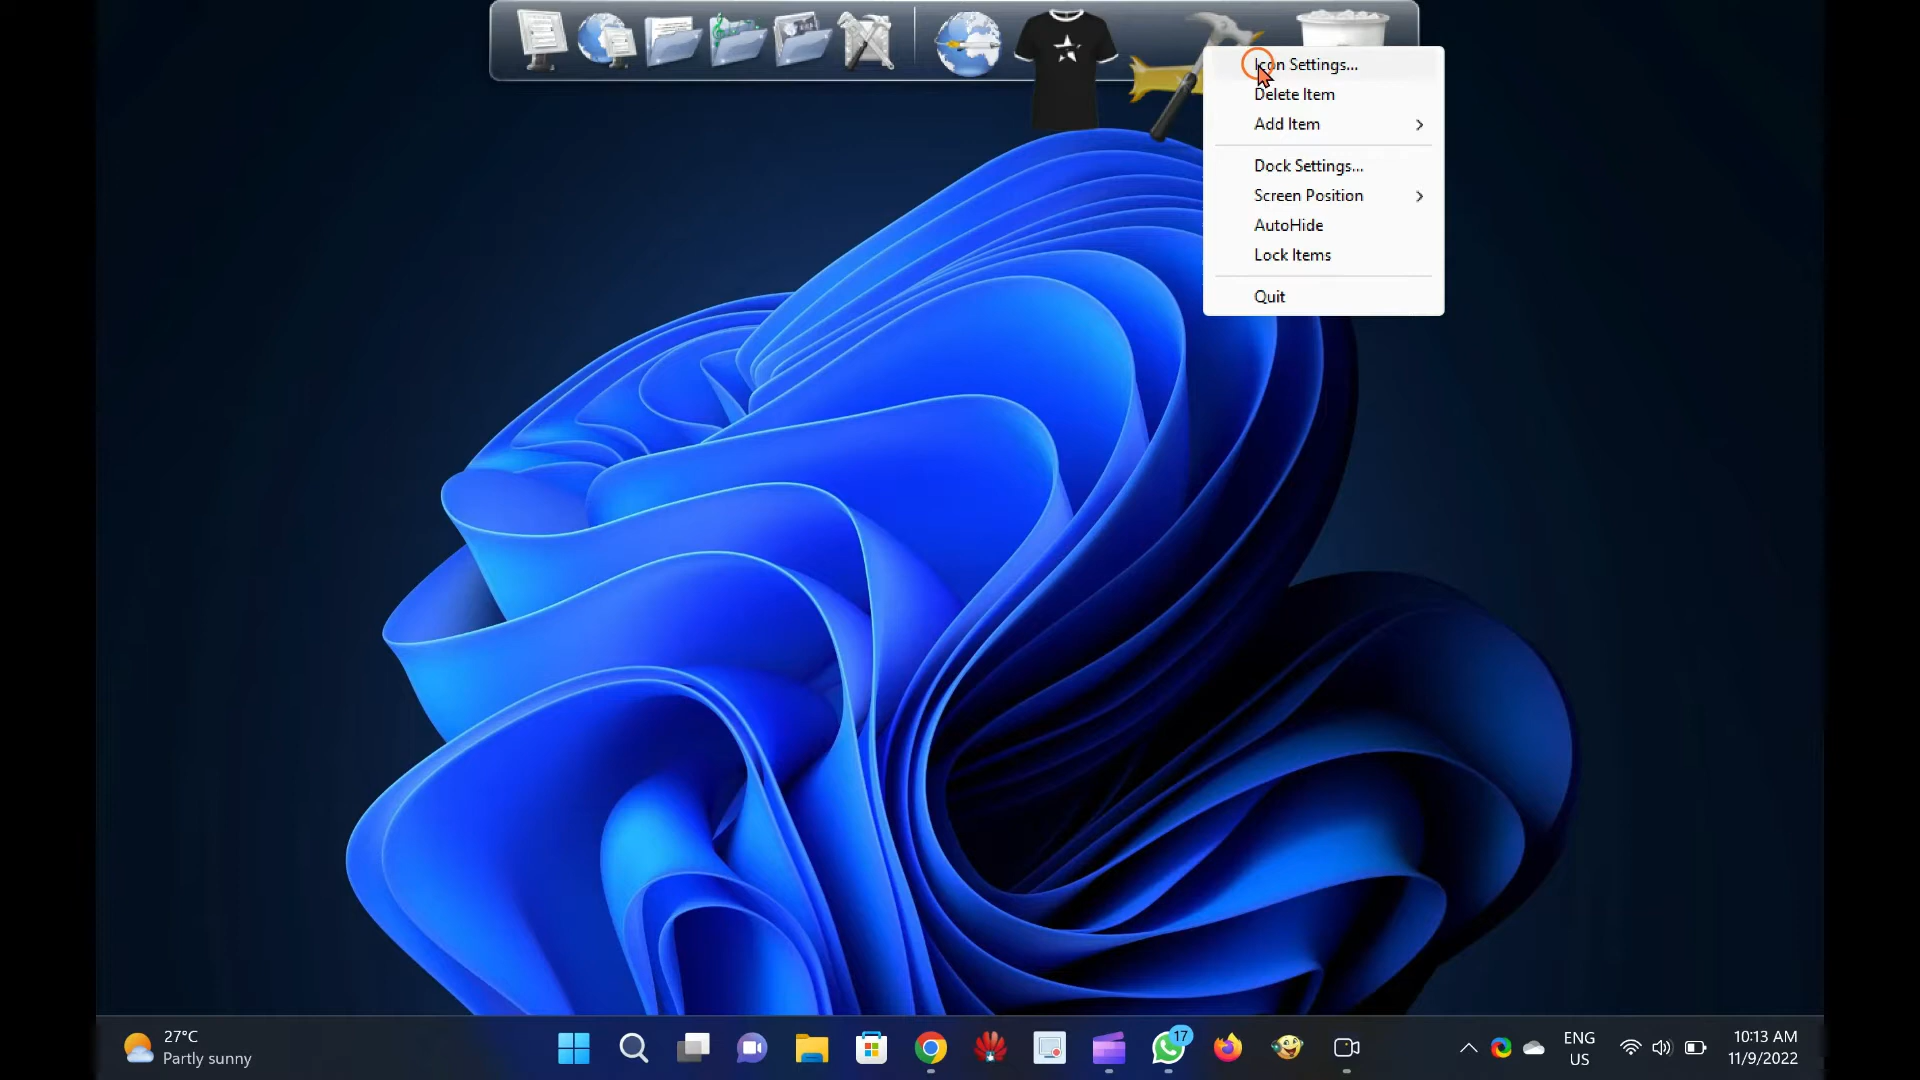 Icon Settings...
Delete Item
Add Item
Dock Settings...
Screen Position
AutoHide
Lock Items
Quit
27°C
Partly sunny
17
ENG
US
10:13 AM
11/9/2022